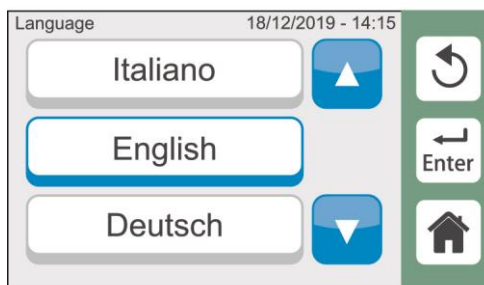 Language 18/12/2019 - 14:15
Italiano
English
Enter
Deutsch